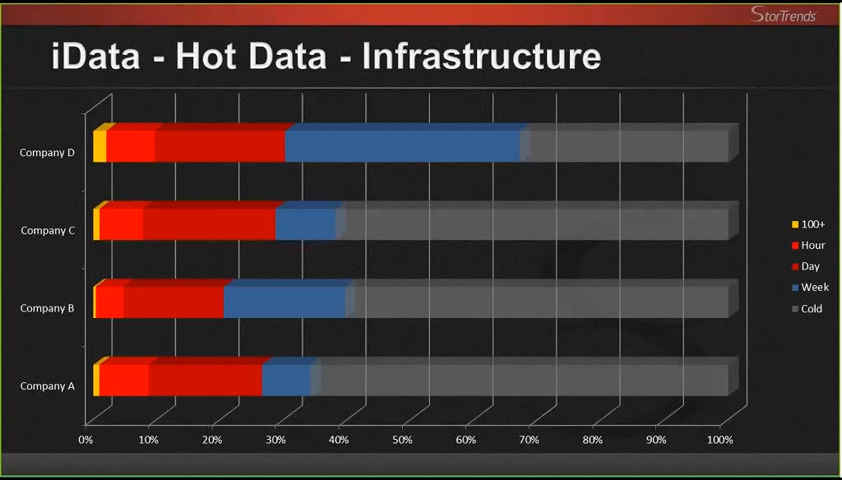 StorTrends
iData - Hot Data - Infrastructure
Company D
Company C
Company B
Company A
100+
Hour
Day
Week
Cold
0% 10% 20% 30% 40% 50% 60% 70% 80% 90% 100%